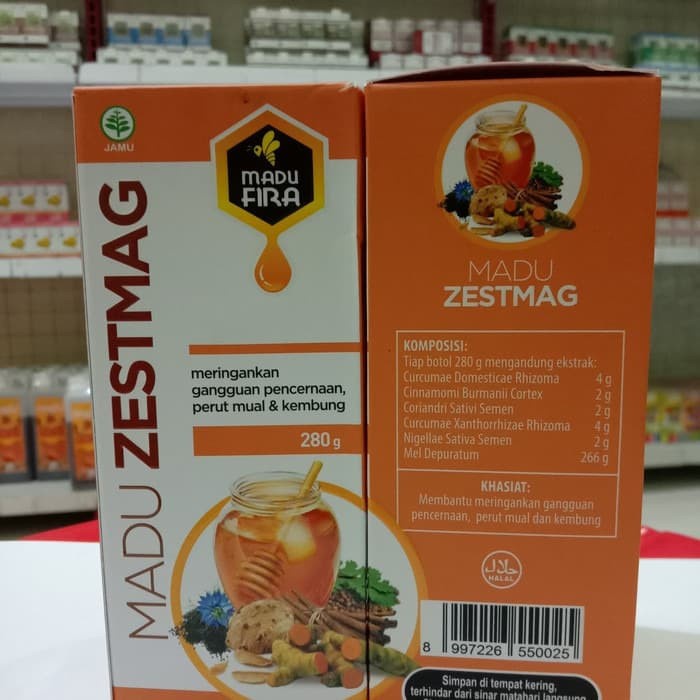 JAMU
MADU
FIRA
MADU ZESTMAG
meringankan
gangguan pencernaan,
perut mual & kembung
280 g
MADU
ZESTMAG
KOMPOSISI:
Tiap botol 280 g mengandung ekstrak:
Curcumae Domesticae Rhizoma 4 g
Cinnamomi Burmanii Cortex 2 g
Coriandri Sativi Semen 2 g
Curcumae Xanthorrhizae Rhizoma 4 g
Nigellae Sativa Semen 2 g
Mel Depuratum 266 g
KHASIAT:
Membantu meringankan gangguan
pencernaan, perut mual dan kembung
حلال
HALAL
8 997226 550025
Simpan di tempat kering,
terhindar dari sinar matahari langsung